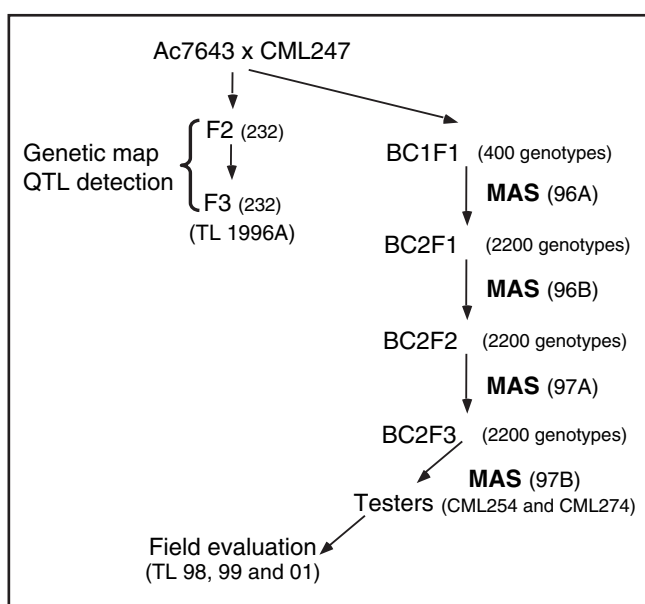 Ac7643 x CML247
F2 (232)
Genetic map
QTL detection
F3 (232)
(TL 1996A)
BC1F1 (400 genotypes)
MAS (96A)
BC2F1 (2200 genotypes)
MAS (96B)
BC2F2 (2200 genotypes)
MAS (97A)
BC2F3 (2200 genotypes)
MAS (97B)
Testers (CML254 and CML274)
Field evaluation
(TL 98, 99 and 01)